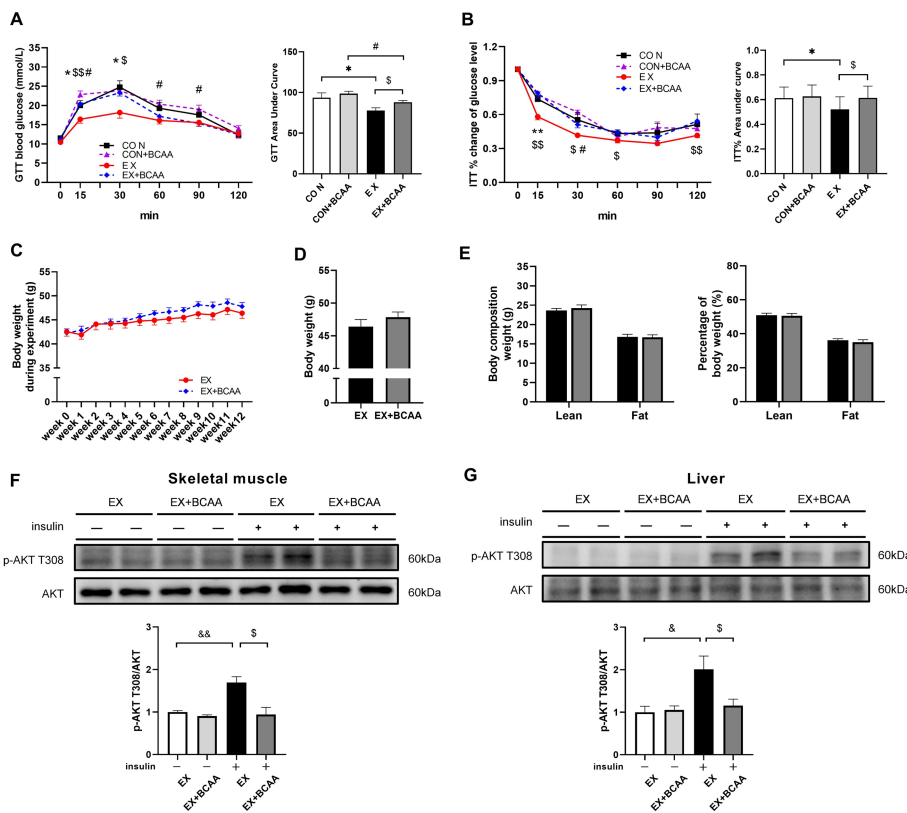 A
GTT blood glucose (mmol/L)
35
30
25
20
15
10
5
* $$ #
* $
#
#
CO N
CON+BCAA
E X
EX+BCAA
0 15 30 60 90 120
min
GTT Area Under Curve
150
100
50
0
#
*
$
CO N
CON+BCAA
E X
EX+BCAA
B
ITT % change of glucose level
1.2
0.9
0.6
0.3
0.0
CO N
CON+BCAA
E X
EX+BCAA
**
$$
$ #
$
$$
0 15 30 60 90 120
min
ITT% Area under curve
1.0
0.8
0.6
0.4
0.2
0.0
*
$
CO N
CON+BCAA
E X
EX+BCAA
C
Body weight
during experiment (g)
55
50
45
40
0
EX
EX+BCAA
week 0 week 1 week 2 week 3 week 4 week 5 week 6 week 7 week 8 week 9 week10 week11 week12
D
Body weight (g)
55
50
45
40
0
EX EX+BCAA
E
Body composition
weight (g)
35
30
25
20
15
10
5
0
Lean Fat
Percentage of
body weight (%)
80
60
40
20
0
Lean Fat
F
Skeletal muscle
EX EX+BCAA EX EX+BCAA
insulin — — — — + + + +
p-AKT T308 60kDa
AKT 60kDa
p-AKT T308/AKT
3
2
1
0
&&
$
insulin – – + +
EX EX+BCAA EX EX+BCAA
G
Liver
EX EX+BCAA EX EX+BCAA
insulin — — — — + + + +
p-AKT T308 60kDa
AKT 60kDa
p-AKT T308/AKT
3
2
1
0
&
$
insulin – – + +
EX EX+BCAA EX EX+BCAA